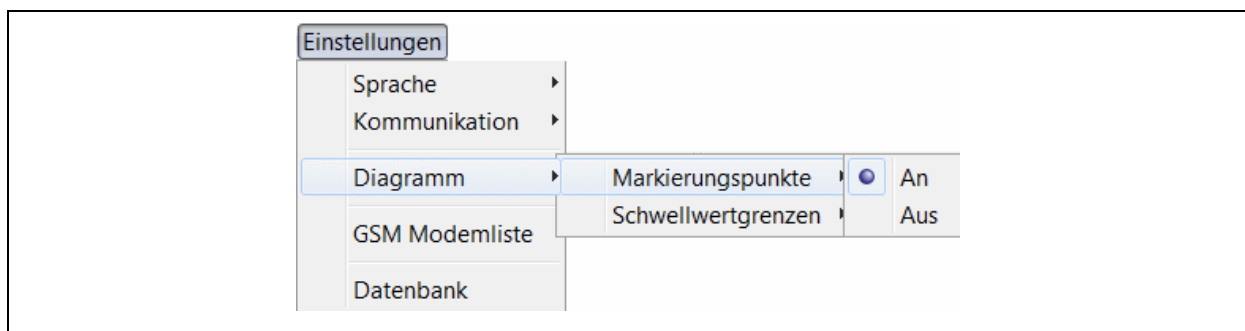 Einstellungen
Sprache
Kommunikation
Diagramm
Markierungspunkte
An
Schwellwertgrenzen
Aus
GSM Modemliste
Datenbank